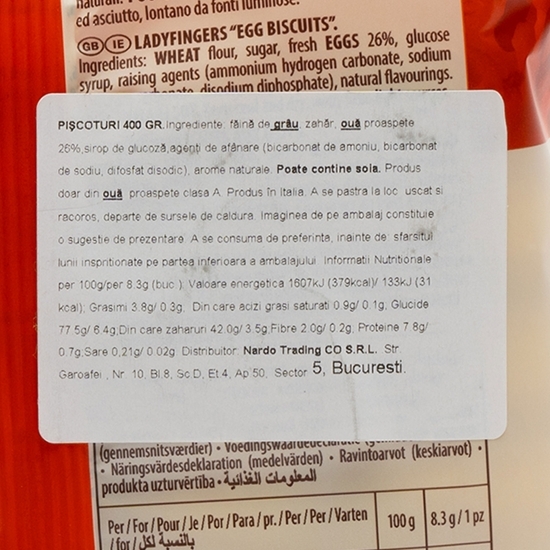 ed asciutto, lontano da fonti luminose.
GB IE LADYFINGERS "EGG BISCUITS".
Ingredients: WHEAT flour, sugar, fresh EGGS 26%, glucose
syrup, raising agents (ammonium hydrogen carbonate, sodium
disodium diphosphate), natural flavourings.
PIȘCOTURI 400 GR.Ingrediente: făină de grâu, zahăr, ouă proaspete
26%,sirop de glucoză,agenți de afânare (bicarbonat de amoniu, bicarbonat
de sodiu, difosfat disodic), arome naturale. Poate contine soia. Produs
doar din ouă proaspete clasa A. Produs în Italia. A se pastra la loc uscat si
racoros, departe de sursele de caldura. Imaginea de pe ambalaj constituie
o sugestie de prezentare. A se consuma de preferinta, inainte de: sfarsitul
lunii inspritionate pe partea inferioara a ambalajului. Informatii Nutritionale
per 100g/per 8.3g (buc.): Valoare energetica 1607kJ (379kcal)/ 133kJ (31
kcal); Grasimi 3.8g/ 0.3g; Din care acizi grasi saturati 0.9g/ 0.1g; Glucide
77.5g/ 6.4g;Din care zaharuri 42.0g/ 3.5g;Fibre 2.0g/ 0.2g; Proteine 7.8g/
0.7g;Sare 0,21g/ 0.02g Distribuitor: Nardo Trading CO S.R.L. Str.
Garoafei , Nr. 10, Bl.8, Sc.D, Et 4, Ap 50, Sector 5, Bucuresti.
(gennemsnitsværdier) • Voedingswaardedeclaratie
• Näringsvärdesdeklaration (medelvärden) • Ravintoarvot (keskiarvot) •
produkta uzturvērtība • المعلومات الغذائية
Per / For / Pour / Je / Por / Para / pr. / Per / Per / Varten 100 g 8.3 g / 1 pz
/ for / بالنسبة لكل